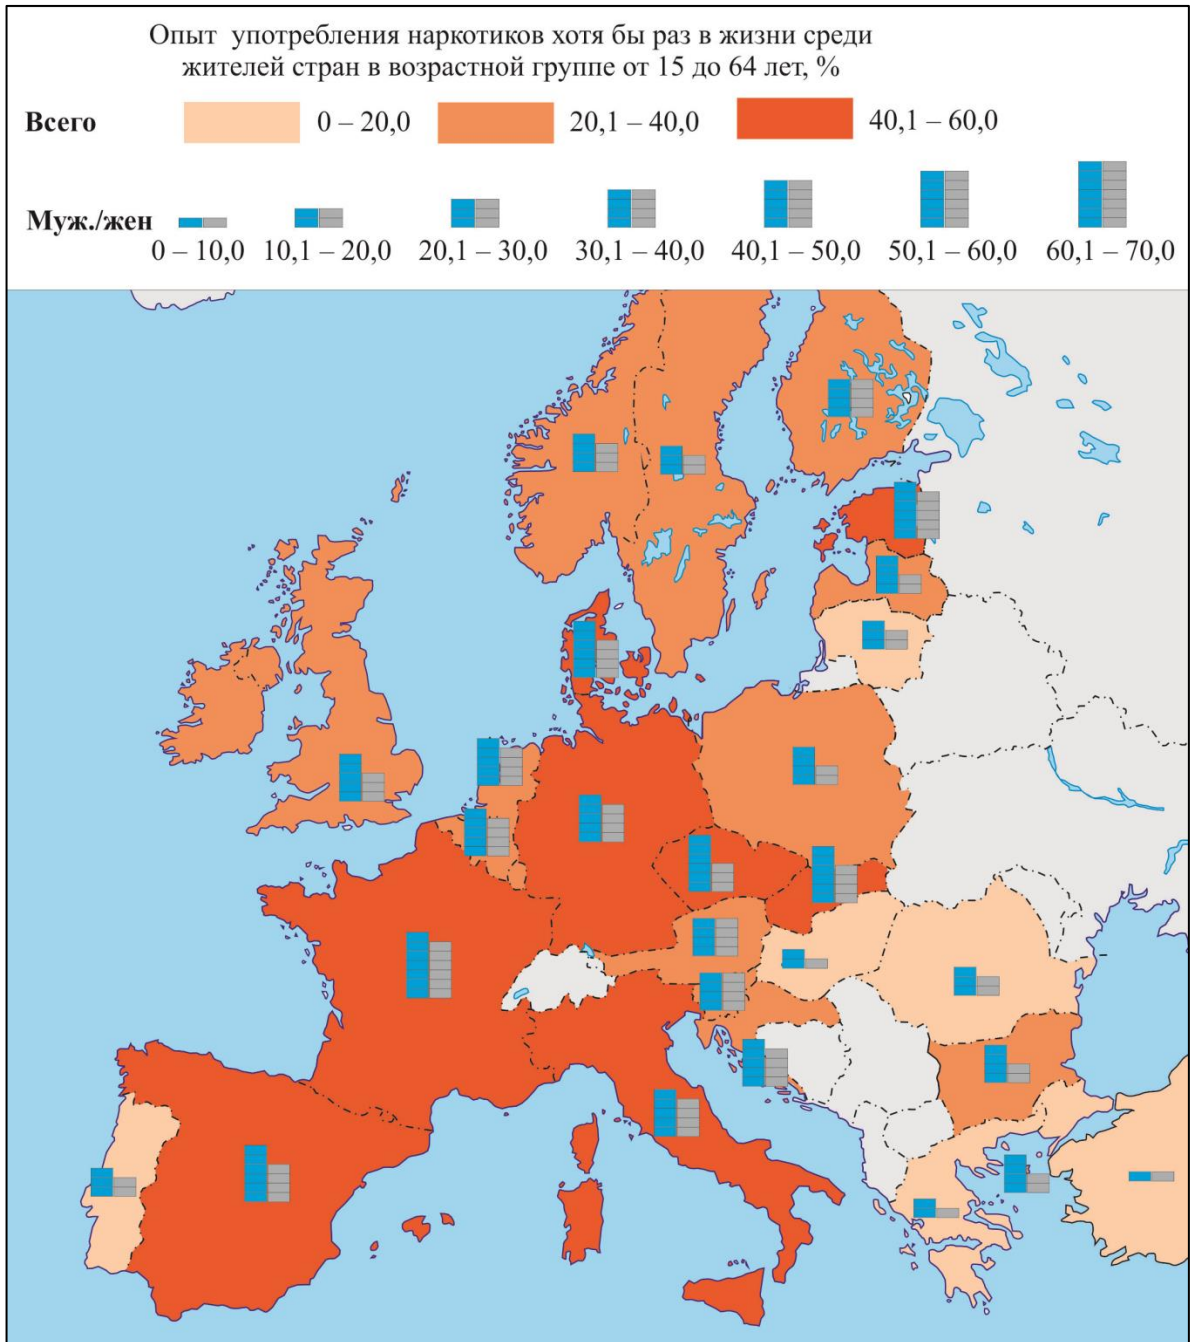 Опыт употребления наркотиков хотя бы раз в жизни среди
жителей стран в возрастной группе от 15 до 64 лет, %
Всего 0 – 20,0 20,1 – 40,0 40,1 – 60,0
Муж./жен
0 – 10,0 10,1 – 20,0 20,1 – 30,0 30,1 – 40,0 40,1 – 50,0 50,1 – 60,0 60,1 – 70,0